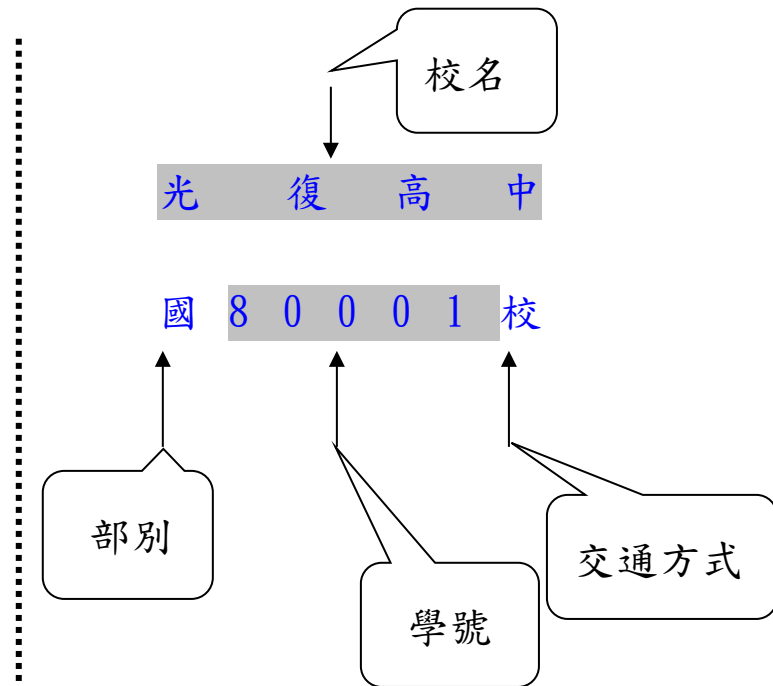 校名
光復高中
國80001校
部別
學號
交通方式